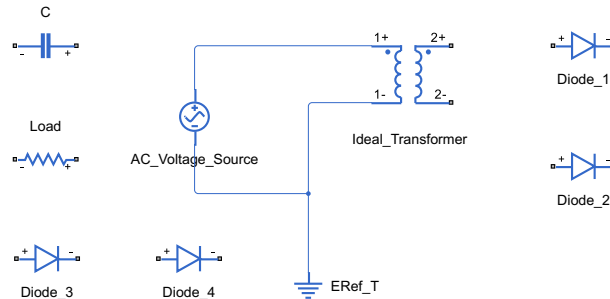 C
- +
1+ 2+
+ -
Diode_1
1- 2-
Load
Ideal_Transformer
AC_Voltage_Source
- +
+ -
Diode_2
+ -
+ -
Diode_3
Diode_4
ERef_T